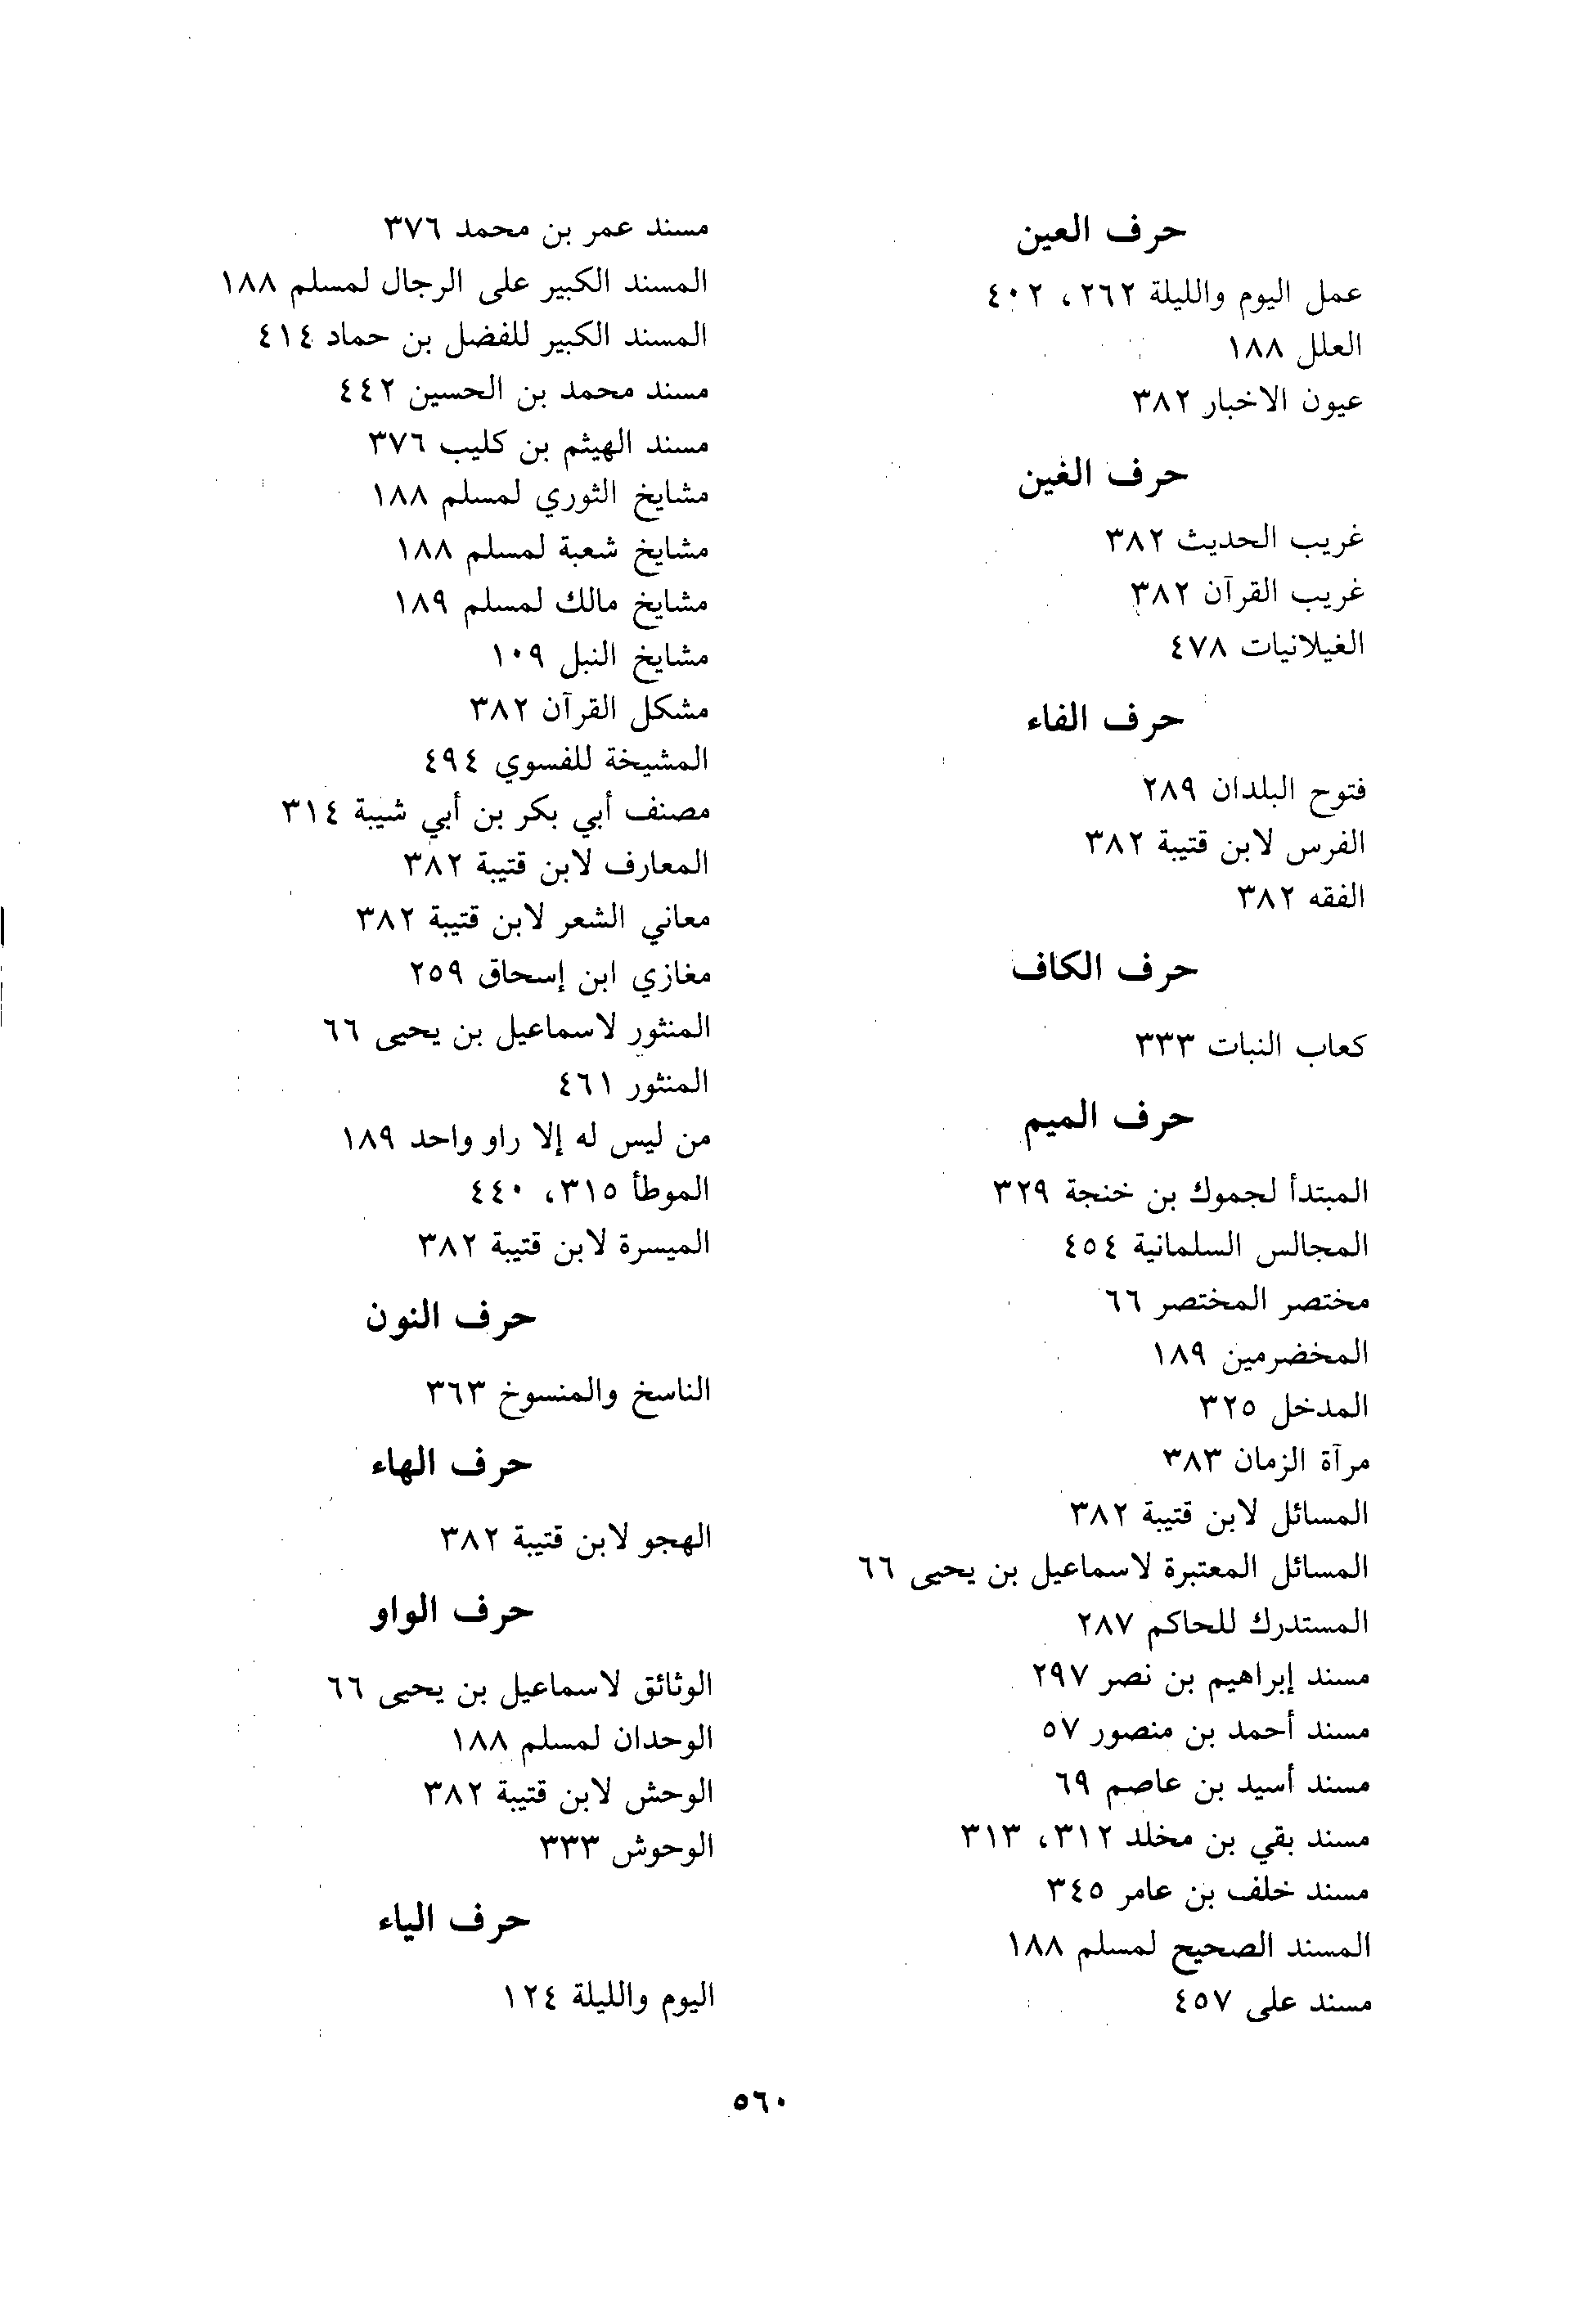 حرف العين
عمل اليوم والليلة ٢٦٢، ٤٠٢
العلل ١٨٨
عيون الاخبار ٣٨٢
حرف الغين
غريب الحديث ٣٨٢
غريب القرآن ٣٨٢
الغيلانيات ٤٧٨
حرف الفاء
فتوح البلدان ٢٨٩
الفرس لابن قتيبة ٣٨٢
الفقه ٣٨٢
حرف الكاف
كعاب النبات ٣٣٣
حرف الميم
المبتدأ لجموك بن خنجة ٣٢٩
المجالس السلمانية ٤٥٤
مختصر المختصر ٦٦
المخضرمين ١٨٩
المدخل ٣٢٥
مرآة الزمان ٣٨٣
المسائل لابن قتيبة ٣٨٢
المسائل المعتبرة لاسماعيل بن يحيى ٦٦
المستدرك للحاكم ٢٨٧
مسند إبراهيم بن نصر ٢٩٧
مسند أحمد بن منصور ٥٧
مسند أسيد بن عاصم ٦٩
مسند بقي بن مخلد ٣١٢، ٣١٣
مسند خلف بن عامر ٣٤٥
المسند الصحيح لمسلم ١٨٨
مسند على ٤٥٧
مسند عمر بن محمد ٣٧٦
المسند الكبير على الرجال لمسلم ١٨٨
المسند الكبير للفضل بن حماد ٤١٤
مسند محمد بن الحسين ٤٤٢
مسند الهيثم بن كليب ٣٧٦
مشايخ الثوري لمسلم ١٨٨
مشايخ شعبة لمسلم ١٨٨
مشايخ مالك لمسلم ١٨٩
مشايخ النبل ١٠٩
مشكل القرآن ٣٨٢
المشيخة للفسوي ٤٩٤
مصنف أبي بكر بن أبي شيبة ٣١٤
المعارف لابن قتيبة ٣٨٢
معاني الشعر لابن قتيبة ٣٨٢
مغازي ابن إسحاق ٢٥٩
المنثور لاسماعيل بن يحيى ٦٦
المنثور ٤٦١
من ليس له إلا راو واحد ١٨٩
الموطأ ٣١٥، ٤٤٠
الميسرة لابن قتيبة ٣٨٢
حرف النون
الناسخ والمنسوخ ٣٦٣
حرف الهاء
الهجو لابن قتيبة ٣٨٢
حرف الواو
الوثائق لاسماعيل بن يحيى ٦٦
الوحدان لمسلم ١٨٨
الوحش لابن قتيبة ٣٨٢
الوحوش ٣٣٣
حرف الياء
اليوم والليلة ١٢٤
٥٦٠